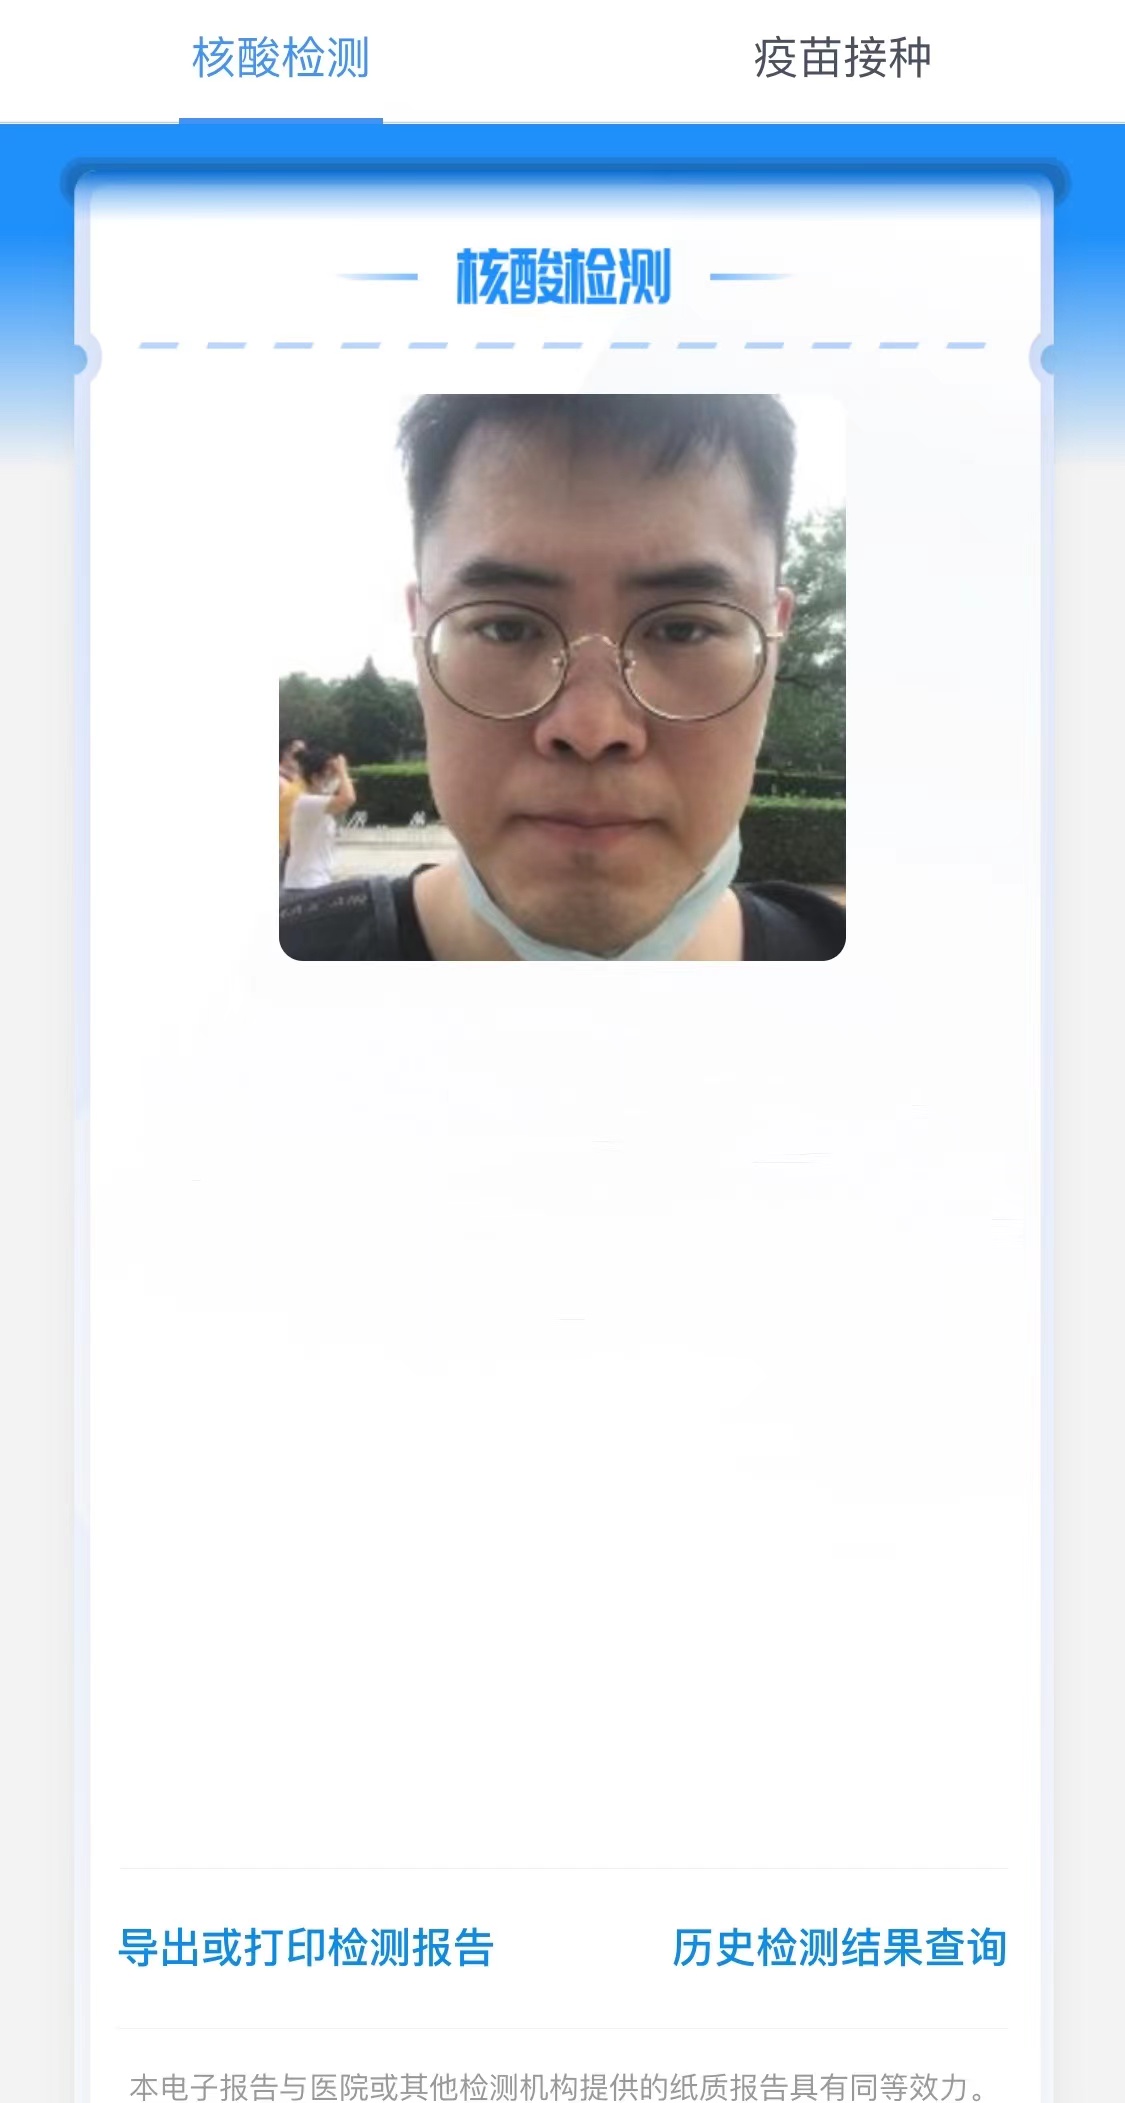 核酸检测 疫苗接种
核酸检测
导出或打印检测报告 历史检测结果查询
本电子报告与医院或其他检测机构提供的纸质报告具有同等效力。